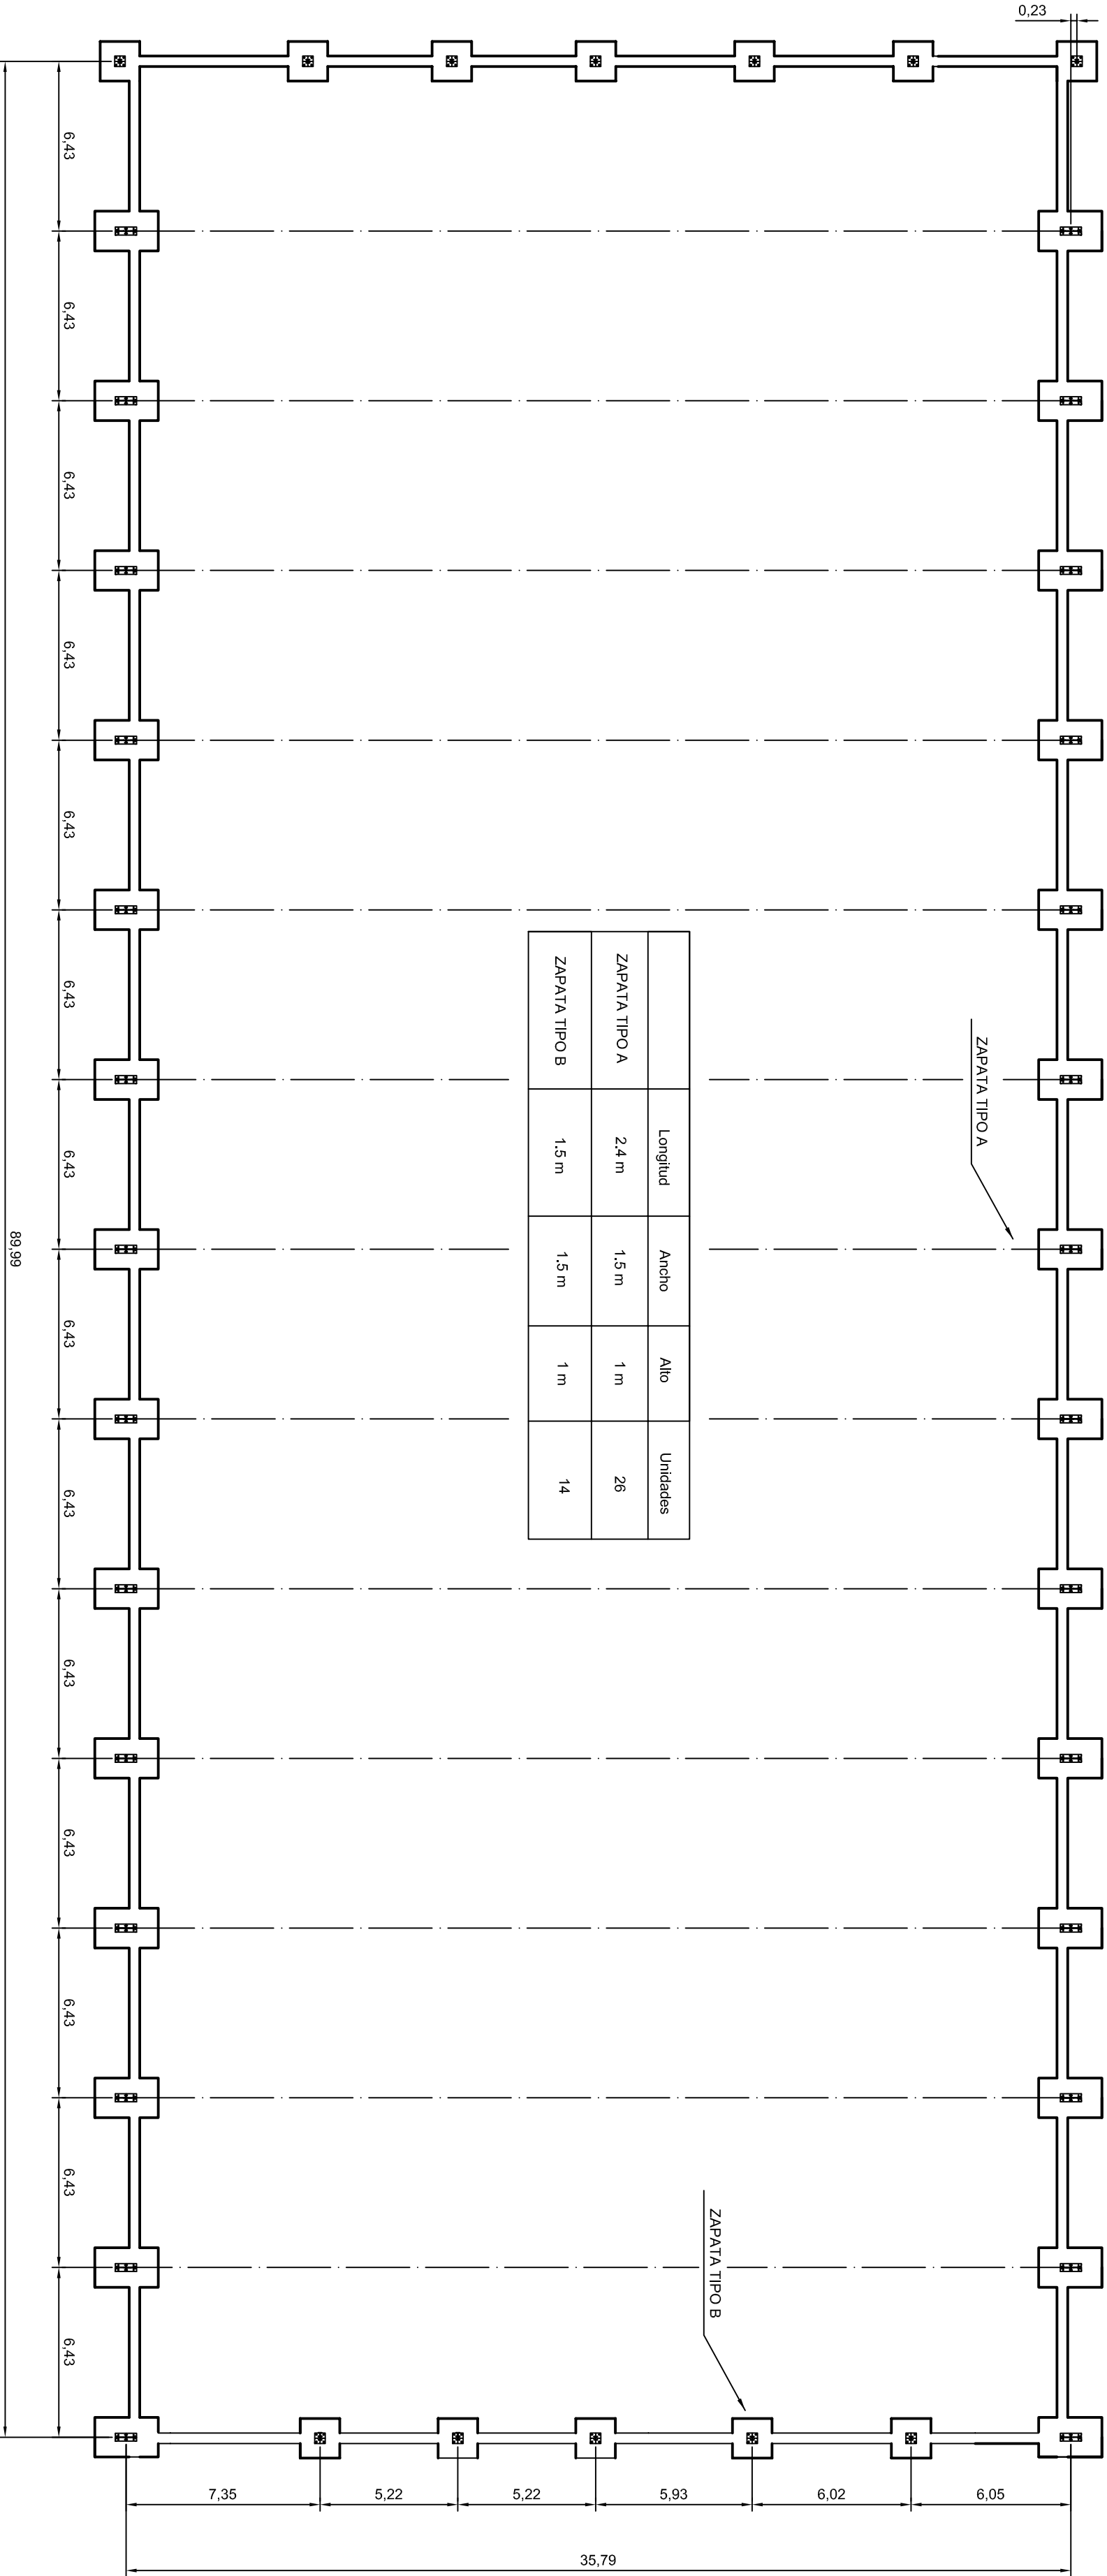 0,23
6,43
6,43
6,43
6,43
6,43
6,43
6,43
6,43
6,43
6,43
6,43
6,43
6,43
6,43
89,99
ZAPATA TIPO A
Longitud Ancho Alto Unidades
ZAPATA TIPO A 2.4 m 1.5 m 1 m 26
ZAPATA TIPO B 1.5 m 1.5 m 1 m 14
ZAPATA TIPO B
7,35 5,22 5,22 5,93 6,02 6,05
35,79